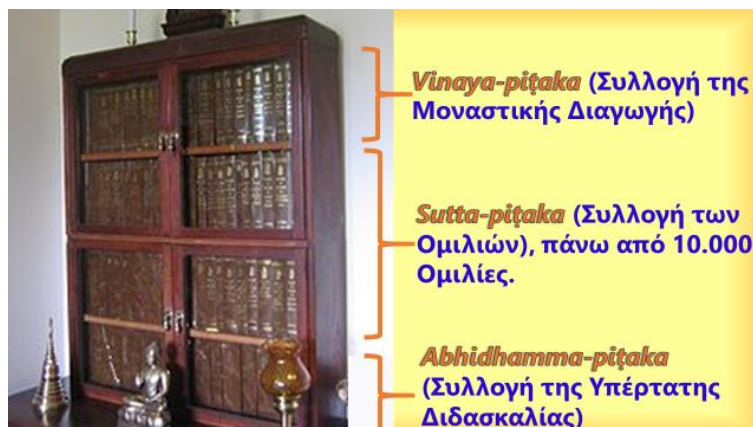 Vinaya-piṭaka (Συλλογή της
Μοναστικής Διαγωγής)
Sutta-piṭaka (Συλλογή των
Ομιλιών), πάνω από 10.000
Ομιλίες.
Abhidhamma-piṭaka
(Συλλογή της Υπέρτατης
Διδασκαλίας)